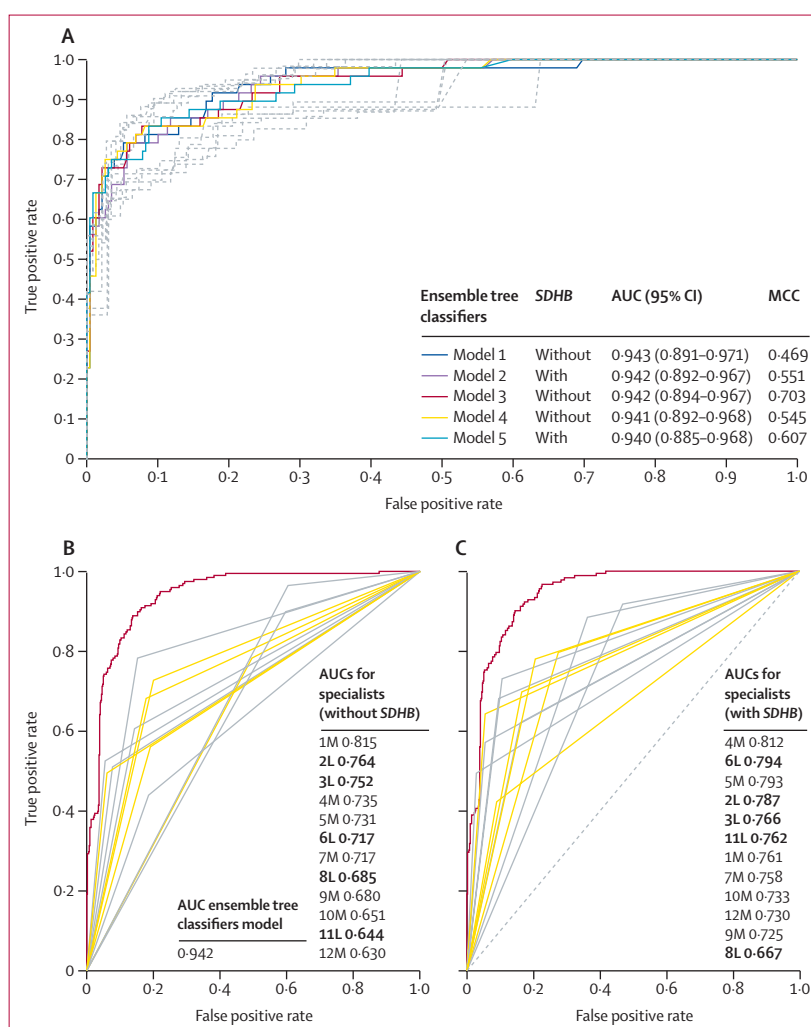 A
1·0
0·9
0·8
0·7
0·6
0·5
0·4
0·3
0·2
0·1
0
True positive rate
0 0·1 0·2 0·3 0·4 0·5 0·6 0·7 0·8 0·9 1·0
False positive rate
Ensemble tree classifiers SDHB AUC (95% CI) MCC
Model 1 Without 0·943 (0·891–0·971) 0·469
Model 2 With 0·942 (0·892–0·967) 0·551
Model 3 Without 0·942 (0·894–0·967) 0·703
Model 4 Without 0·941 (0·892–0·968) 0·545
Model 5 With 0·940 (0·885–0·968) 0·607
B
1·0
0·8
0·6
0·4
0·2
0
True positive rate
0 0·2 0·4 0·6 0·8 1·0
False positive rate
AUC ensemble tree
classifiers model
0·942
AUCs for
specialists
(without SDHB)
1M 0·815
2L 0·764
3L 0·752
4M 0·735
5M 0·731
6L 0·717
7M 0·717
8L 0·685
9M 0·680
10M 0·651
11L 0·644
12M 0·630
C
0 0·2 0·4 0·6 0·8 1·0
False positive rate
AUCs for
specialists
(with SDHB)
4M 0·812
6L 0·794
5M 0·793
2L 0·787
3L 0·766
11L 0·762
1M 0·761
7M 0·758
10M 0·733
12M 0·730
9M 0·725
8L 0·667